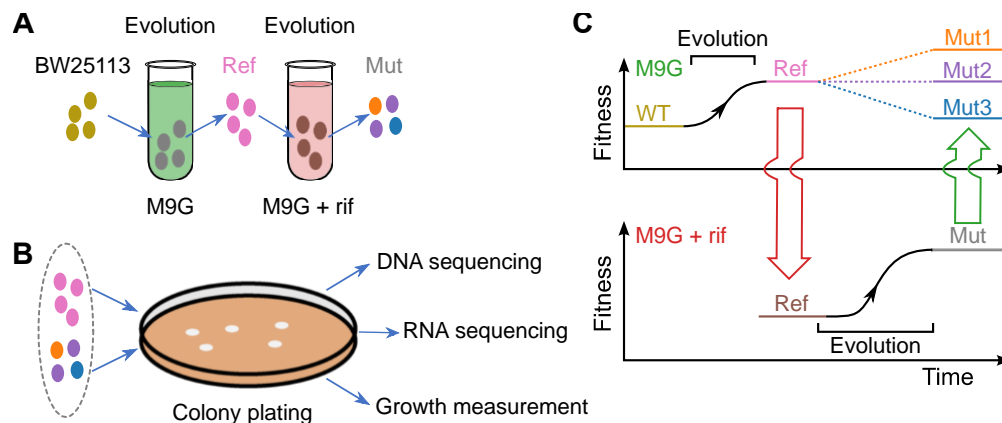 A
Evolution
Evolution
BW25113
Ref
Mut
M9G
M9G + rif
B
DNA sequencing
RNA sequencing
Growth measurement
Colony plating
C
Evolution
M9G
Ref
Mut1
Mut2
Mut3
WT
Fitness
M9G + rif
Mut
Ref
Evolution
Fitness
Time